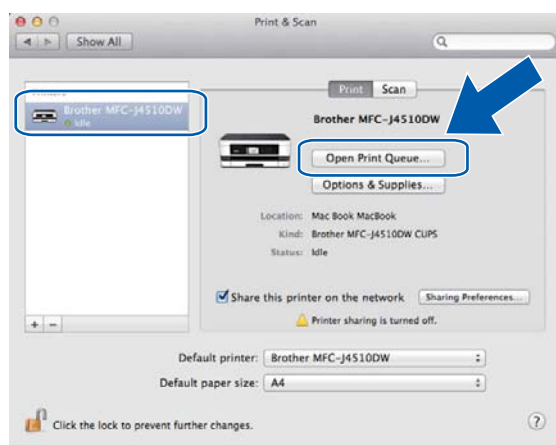 Print & Scan
Show All
Print Scan
Brother MFC-J4510DW
Idle
Brother MFC-J4510DW
Open Print Queue...
Options & Supplies...
Location: Mac Book MacBook
Kind: Brother MFC-J4510DW CUPS
Status: Idle
Share this printer on the network Sharing Preferences...
Printer sharing is turned off.
+ −
Default printer: Brother MFC-J4510DW
Default paper size: A4
Click the lock to prevent further changes. ?